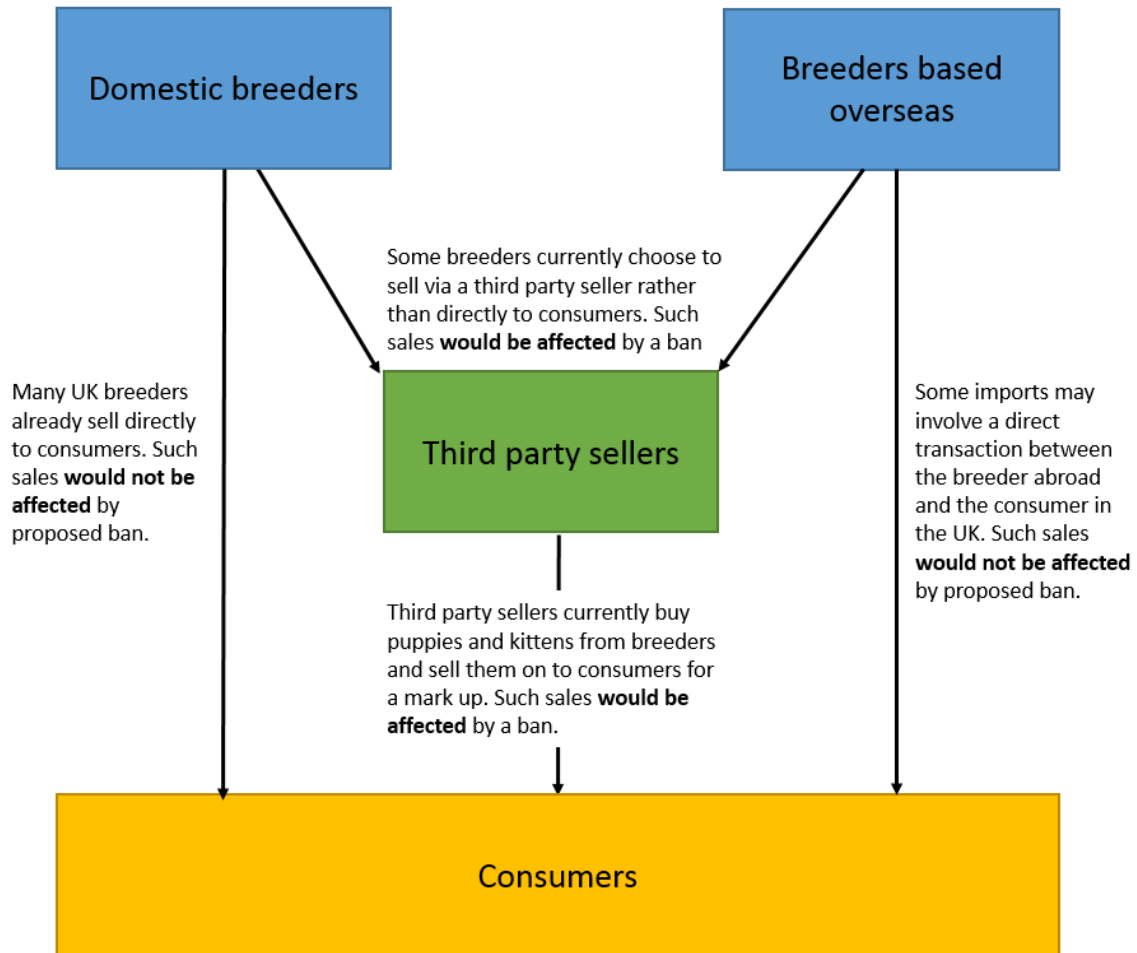 Domestic breeders
Breeders based
overseas
Some breeders currently choose to
sell via a third party seller rather
than directly to consumers. Such
sales would be affected by a ban
Many UK breeders
already sell directly
to consumers. Such
sales would not be
affected by
proposed ban.
Third party sellers
Some imports may
involve a direct
transaction between
the breeder abroad
and the consumer in
the UK. Such sales
would not be affected
by proposed ban.
Third party sellers currently buy
puppies and kittens from breeders
and sell them on to consumers for
a mark up. Such sales would be
affected by a ban.
Consumers